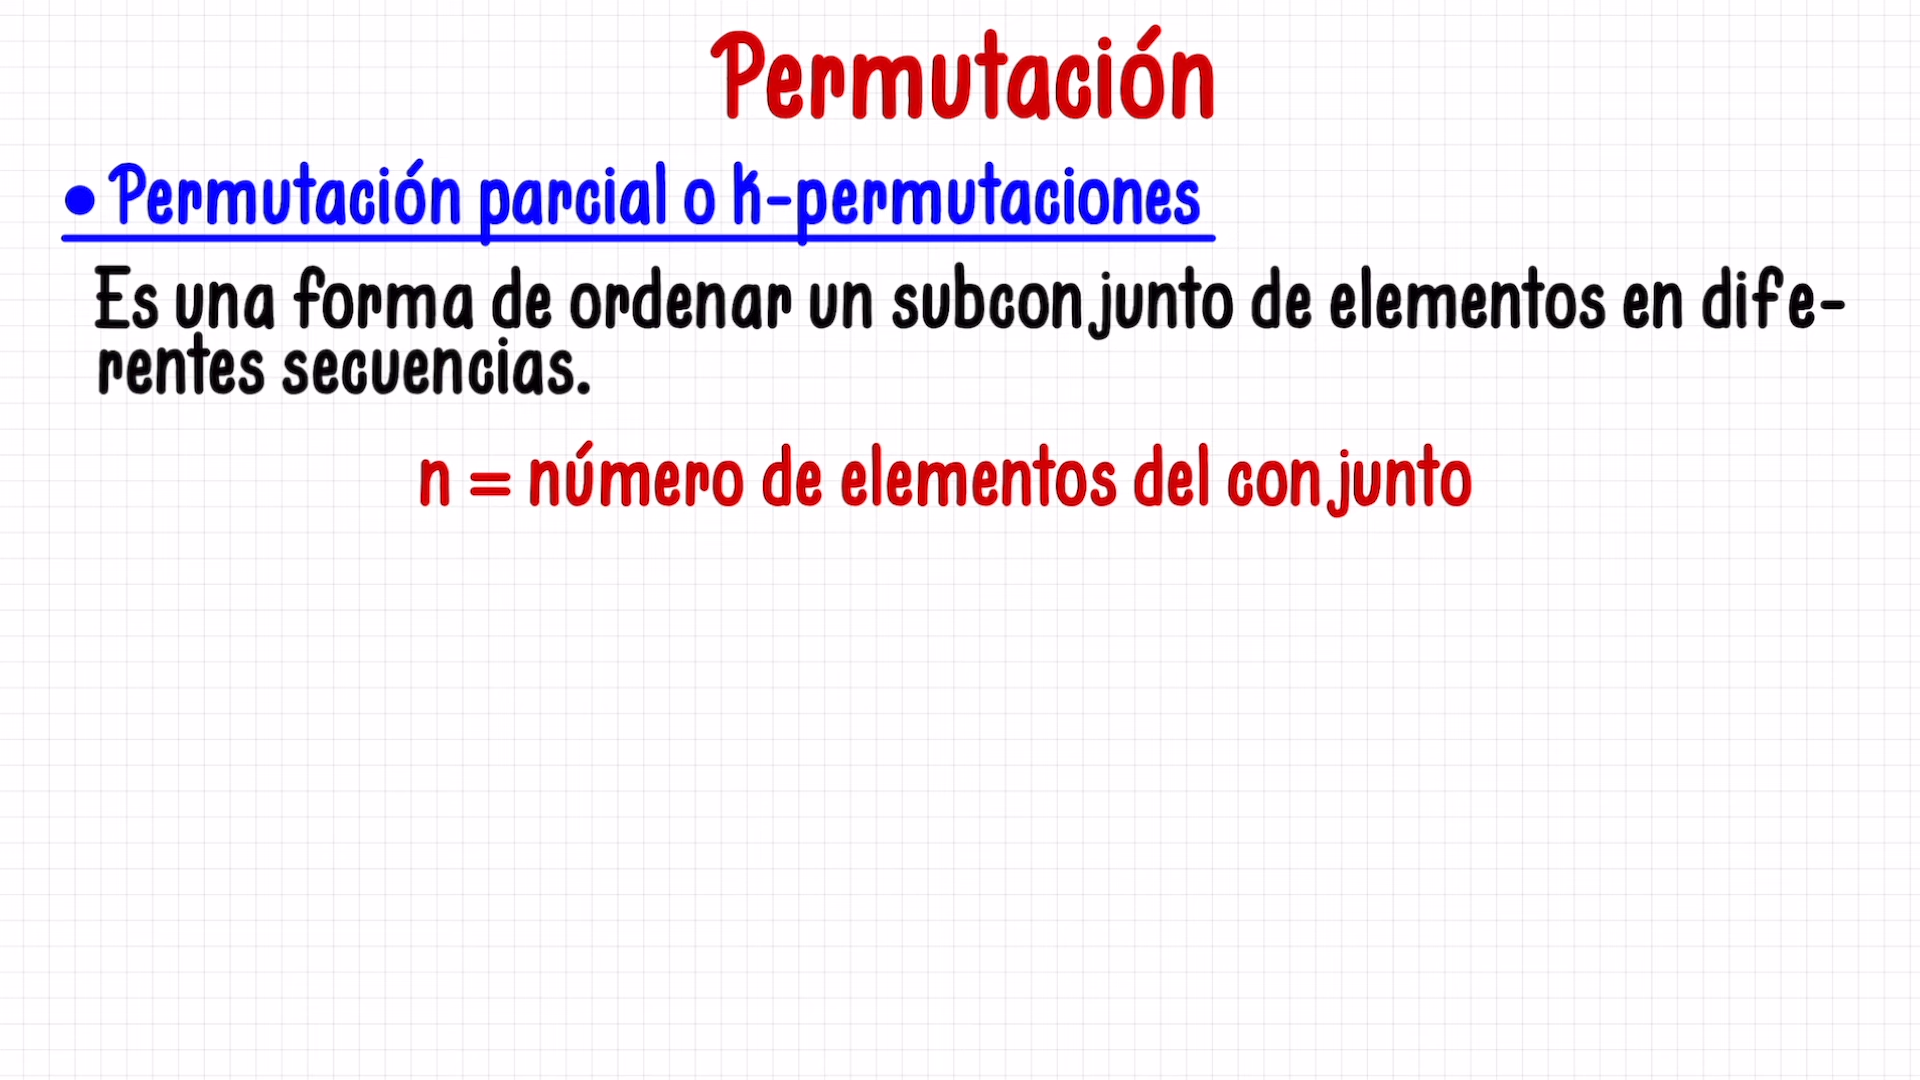 Permutación
• Permutación parcial o k-permutaciones
Es una forma de ordenar un subconjunto de elementos en dife-
rentes secuencias.
n = número de elementos del conjunto